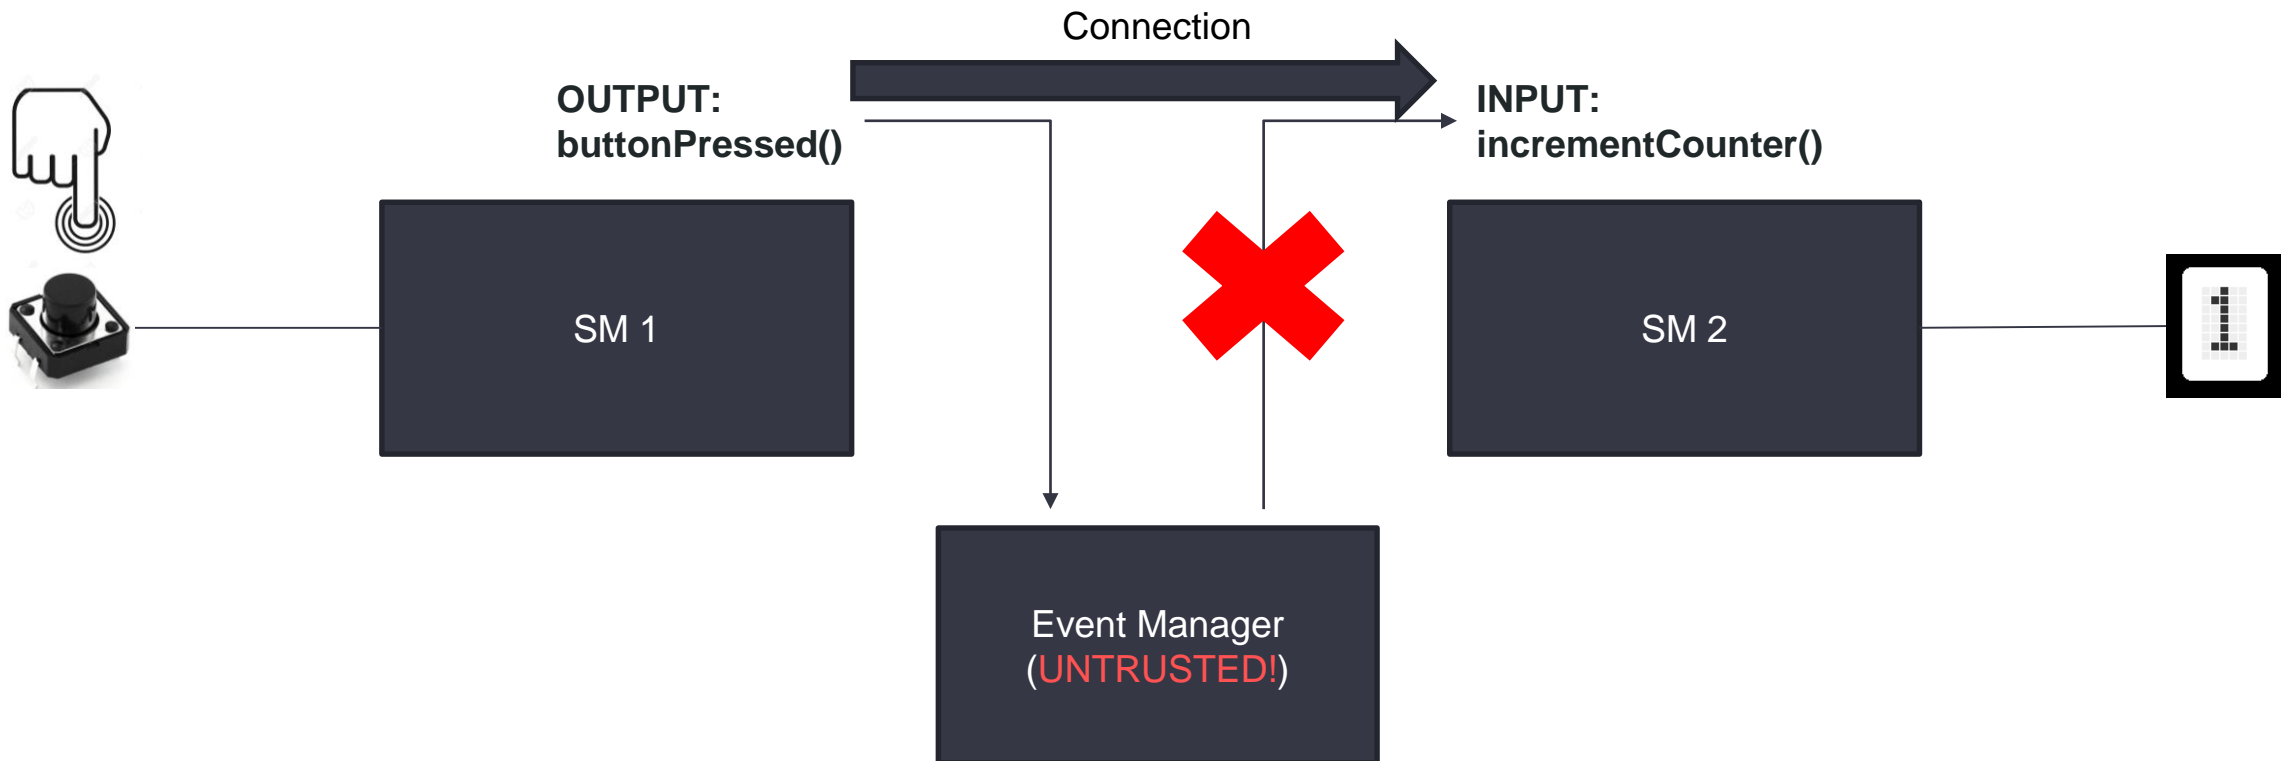 Connection
OUTPUT:
buttonPressed()
INPUT:
incrementCounter()
SM 1
SM 2
1
Event Manager
(UNTRUSTED!)